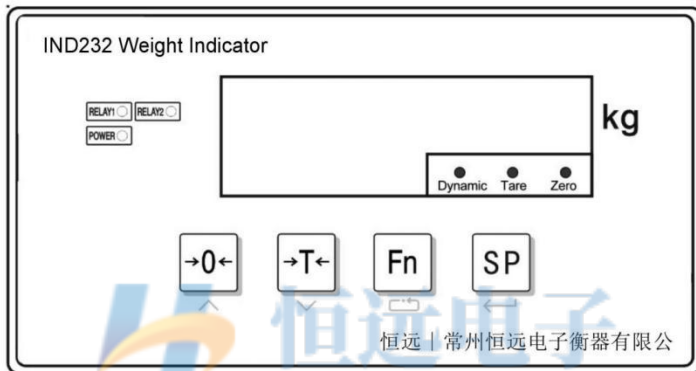 IND232 Weight Indicator
RELAY1 RELAY2
POWER
kg
Dynamic Tare Zero
→0← →T← Fn SP
恒远电子
恒远｜常州恒远电子衡器有限公